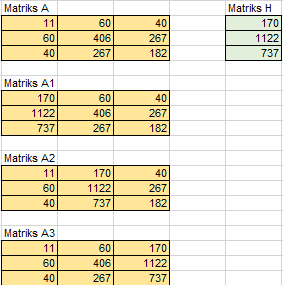 Matriks A Matriks H
11 60 40 170
60 406 267 1122
40 267 182 737
Matriks A1
170 60 40
1122 406 267
737 267 182
Matriks A2
11 170 40
60 1122 267
40 737 182
Matriks A3
11 60 170
60 406 1122
40 267 737